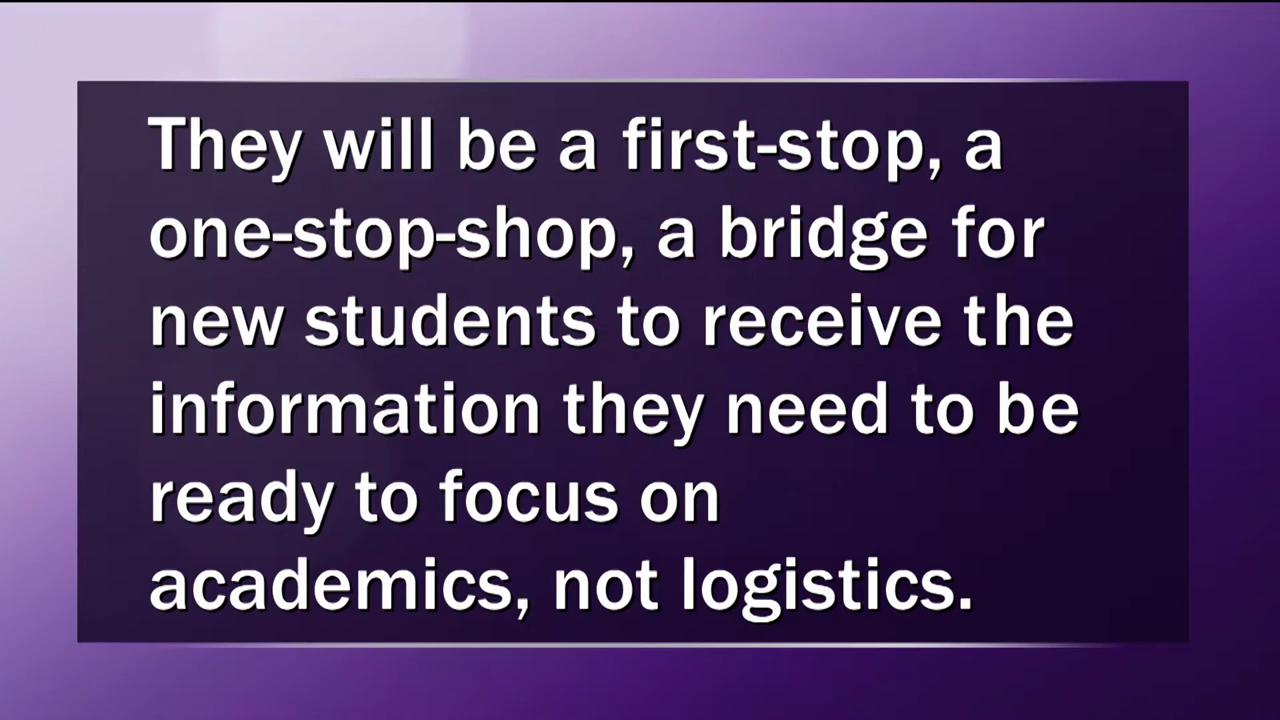 They will be a first-stop, a
one-stop-shop, a bridge for
new students to receive the
information they need to be
ready to focus on
academics, not logistics.